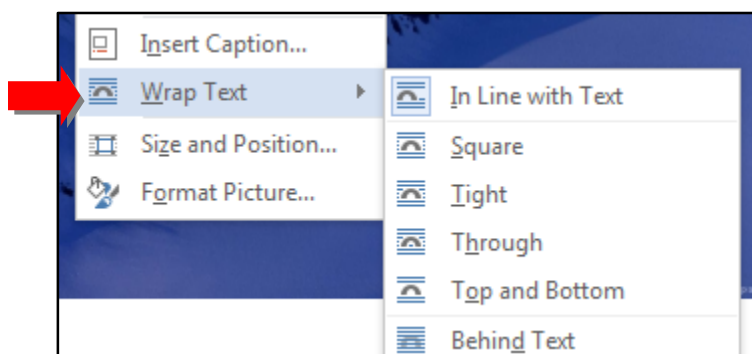 Insert Caption...
Wrap Text
Size and Position...
Format Picture...
In Line with Text
Square
Tight
Through
Top and Bottom
Behind Text